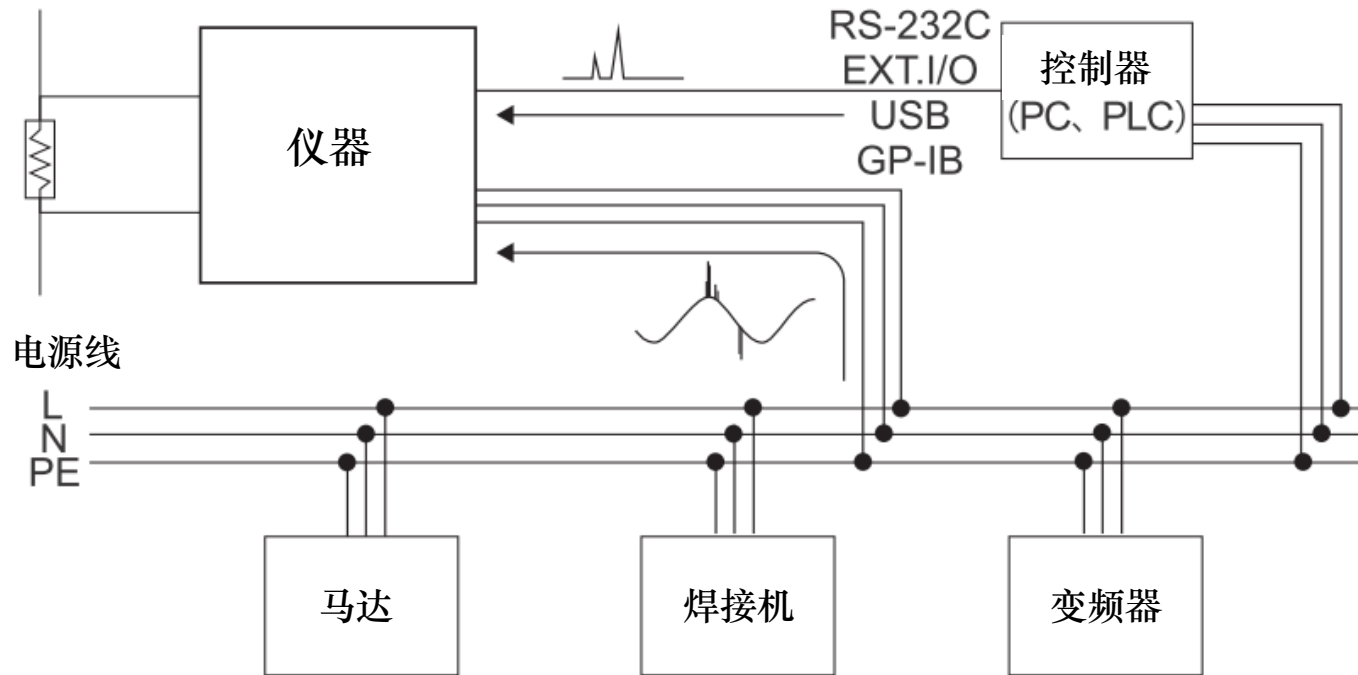 RS-232C
EXT.I/O
USB
GP-IB
控制器
(PC、PLC)
仪器
电源线
L
N
PE
马达
焊接机
变频器